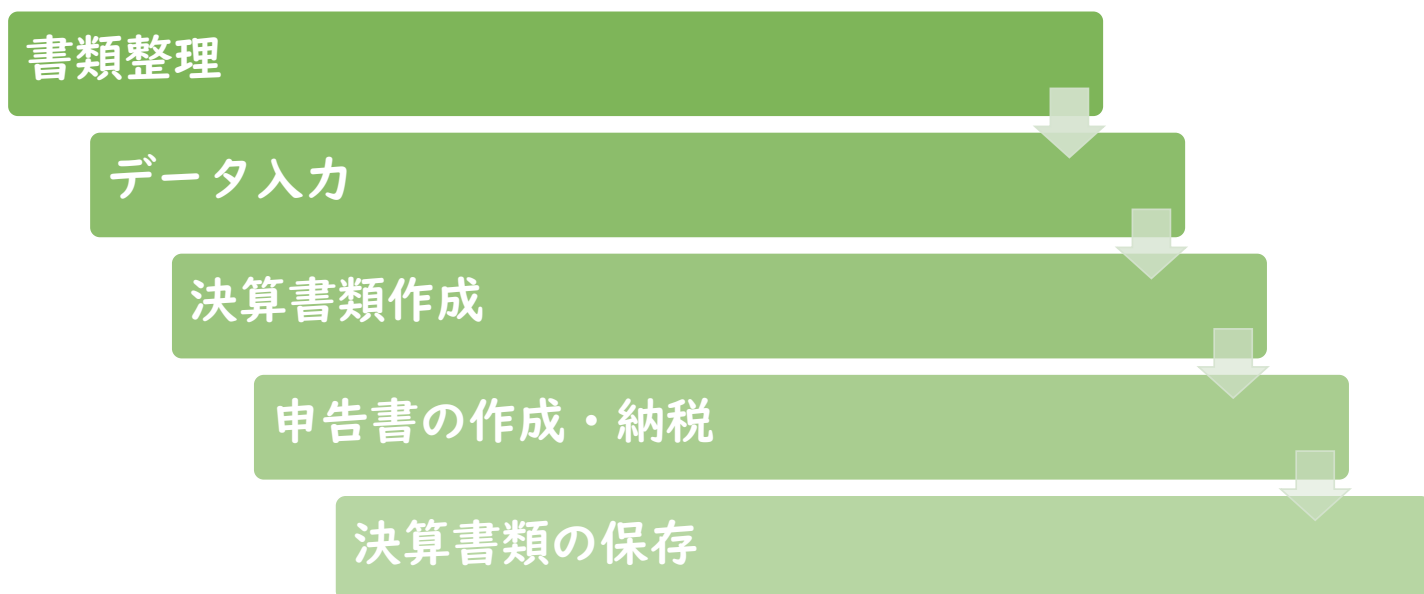 書類整理
データ入力
決算書類作成
申告書の作成・納税
決算書類の保存